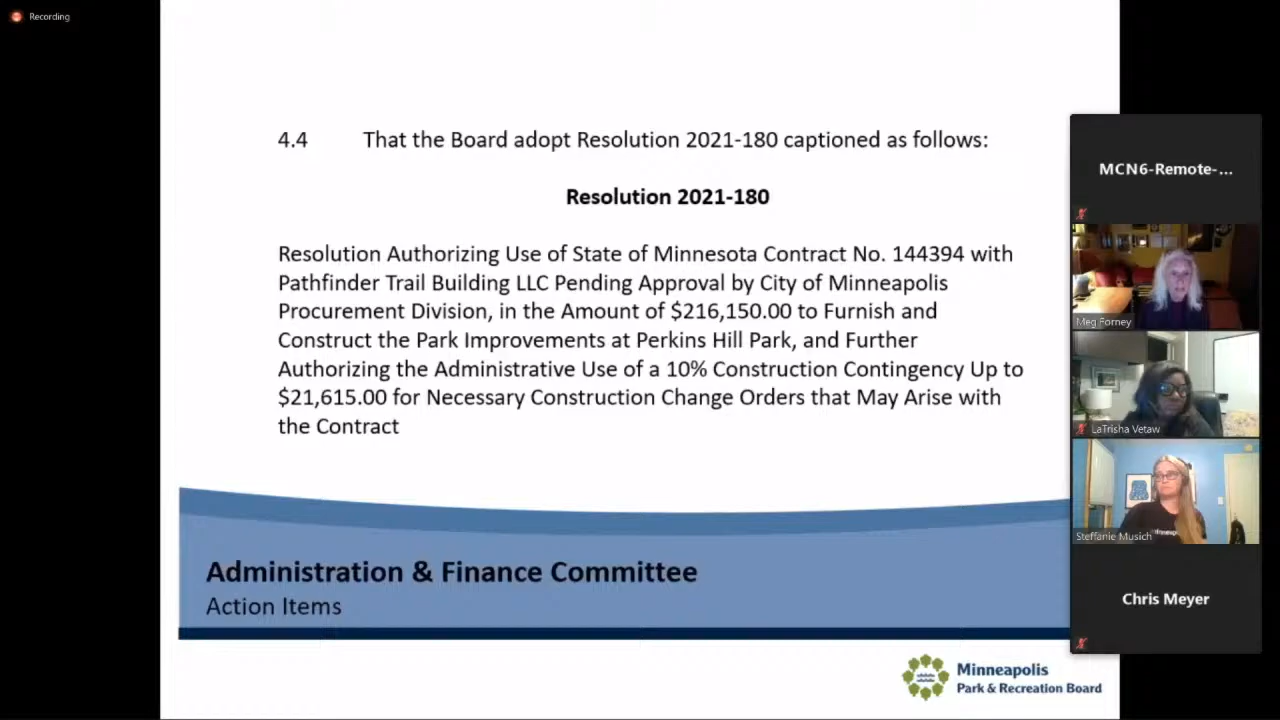 Recording
4.4 That the Board adopt Resolution 2021-180 captioned as follows:
Resolution 2021-180
Resolution Authorizing Use of State of Minnesota Contract No. 144394 with
Pathfinder Trail Building LLC Pending Approval by City of Minneapolis
Procurement Division, in the Amount of $216,150.00 to Furnish and
Construct the Park Improvements at Perkins Hill Park, and Further
Authorizing the Administrative Use of a 10% Construction Contingency Up to
$21,615.00 for Necessary Construction Change Orders that May Arise with
the Contract
Administration & Finance Committee
Action Items
Minneapolis
Park & Recreation Board
MCN6-Remote-...
Meg Forney
LaTrisha Vetaw
Steffanie Musich
Chris Meyer